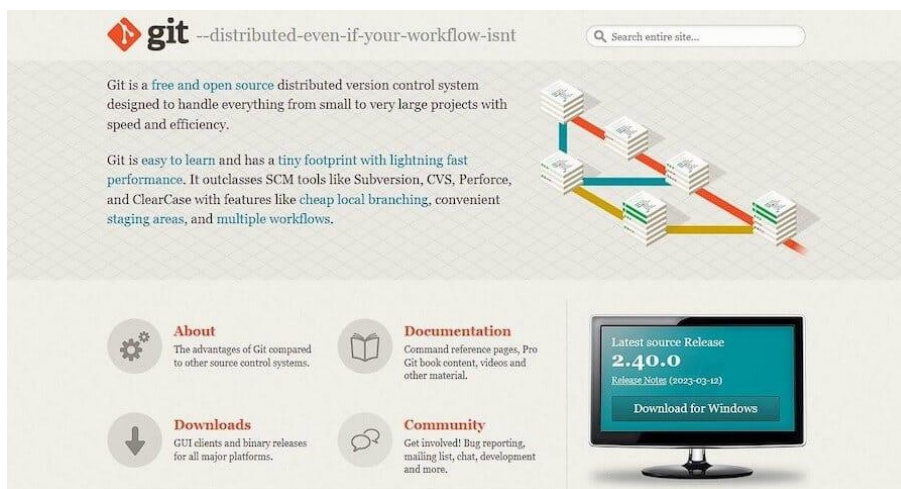 git --distributed-even-if-your-workflow-isnt
Search entire site...
Git is a free and open source distributed version control system
designed to handle everything from small to very large projects with
speed and efficiency.
Git is easy to learn and has a tiny footprint with lightning fast
performance. It outclasses SCM tools like Subversion, CVS, Perforce,
and ClearCase with features like cheap local branching, convenient
staging areas, and multiple workflows.
About
The advantages of Git compared
to other source control systems.
Documentation
Command reference pages, Pro
Git book content, videos and
other material.
Downloads
GUI clients and binary releases
for all major platforms.
Community
Get involved! Bug reporting,
mailing list, chat, development
and more.
Latest source Release
2.40.0
Release Notes (2023-03-12)
Download for Windows